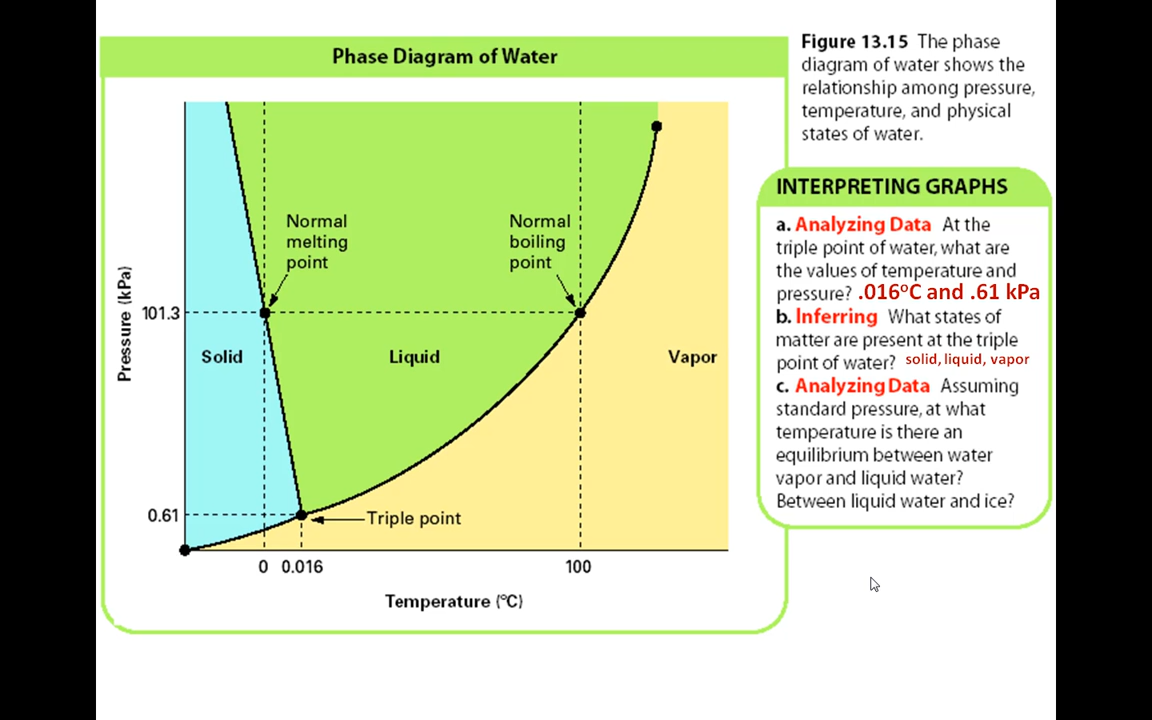 Phase Diagram of Water
Pressure (kPa)
101.3
0.61
Normal
melting
point
Normal
boiling
point
Solid
Liquid
Vapor
Triple point
0
0.016
100
Temperature (°C)
Figure 13.15 The phase
diagram of water shows the
relationship among pressure,
temperature, and physical
states of water.
INTERPRETING GRAPHS
a. Analyzing Data At the
triple point of water, what are
the values of temperature and
pressure? .016°C and .61 kPa
b. Inferring What states of
matter are present at the triple
point of water? solid, liquid, vapor
c. Analyzing Data Assuming
standard pressure, at what
temperature is there an
equilibrium between water
vapor and liquid water?
Between liquid water and ice?